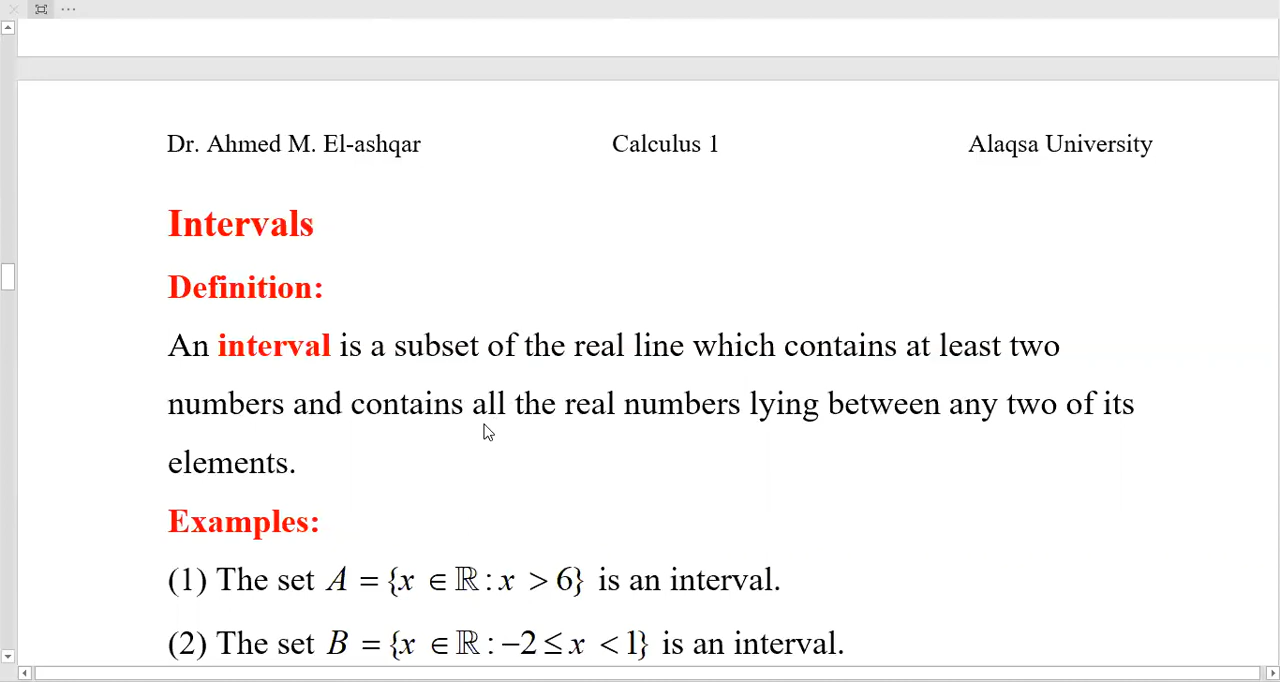 Dr. Ahmed M. El-ashqar Calculus 1 Alaqsa University
Intervals
Definition:
An interval is a subset of the real line which contains at least two
numbers and contains all the real numbers lying between any two of its
elements.
Examples:
(1) The set A = {x ∈ ℝ : x > 6} is an interval.
(2) The set B = {x ∈ ℝ : −2 ≤ x < 1} is an interval.